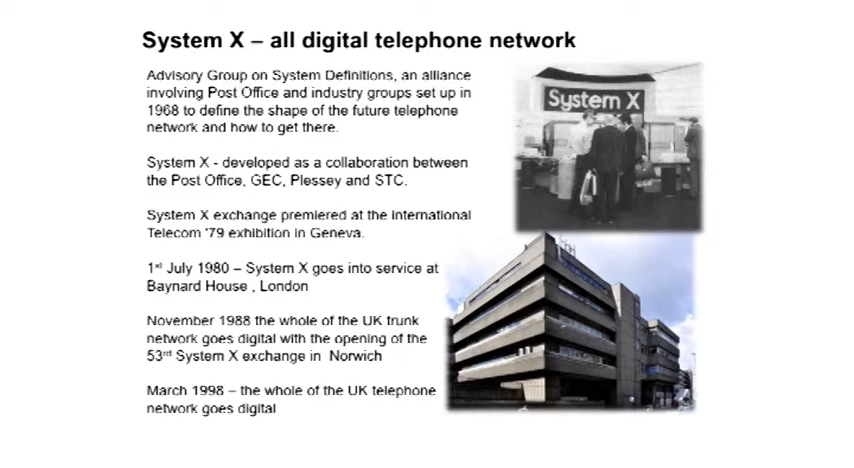 System X – all digital telephone network
Advisory Group on System Definitions, an alliance
involving Post Office and industry groups set up in
1968 to define the shape of the future telephone
network and how to get there.
System X - developed as a collaboration between
the Post Office, GEC, Plessey and STC.
System X exchange premiered at the international
Telecom '79 exhibition in Geneva.
1st July 1980 – System X goes into service at
Baynard House , London
November 1988 the whole of the UK trunk
network goes digital with the opening of the
53rd System X exchange in Norwich
March 1998 – the whole of the UK telephone
network goes digital
System X